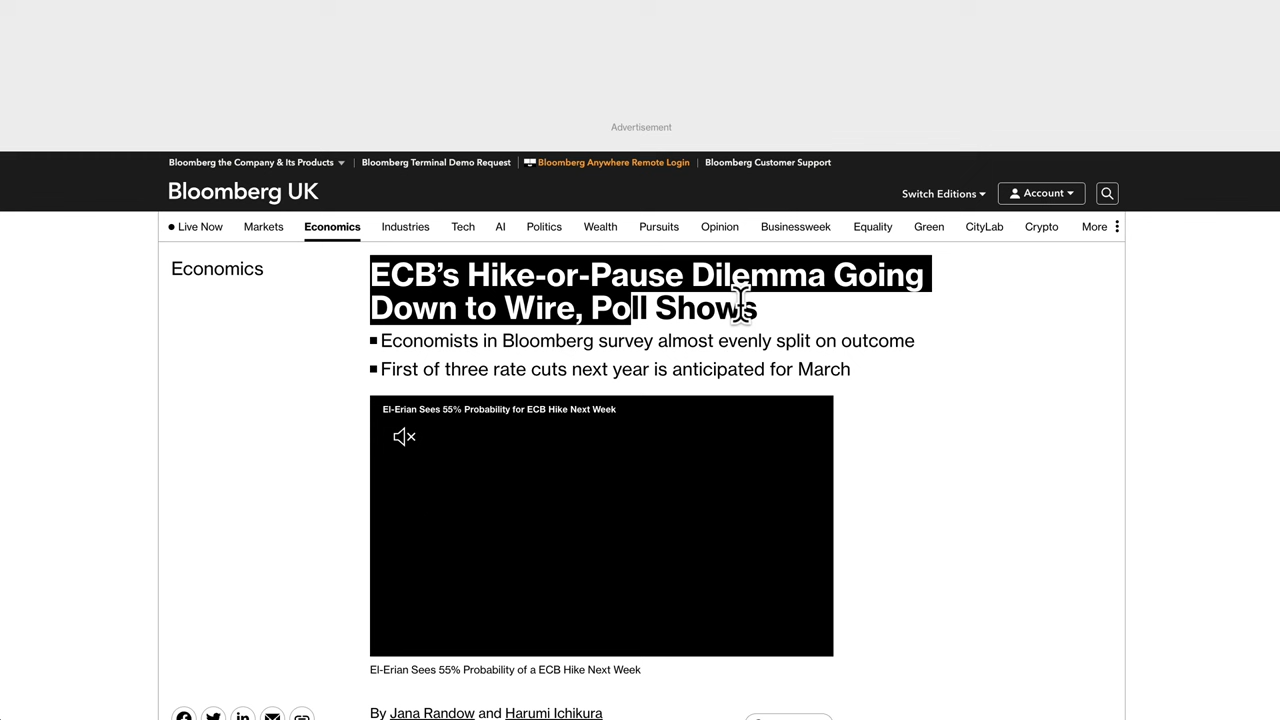 Advertisement
Bloomberg the Company & Its Products
Bloomberg Terminal Demo Request
Bloomberg Anywhere Remote Login
Bloomberg Customer Support
Bloomberg UK
Switch Editions
Account
Live Now
Markets
Economics
Industries
Tech
AI
Politics
Wealth
Pursuits
Opinion
Businessweek
Equality
Green
CityLab
Crypto
More
Economics
ECB’s Hike-or-Pause Dilemma Going
Down to Wire, Poll Shows
Economists in Bloomberg survey almost evenly split on outcome
First of three rate cuts next year is anticipated for March
El-Erian Sees 55% Probability for ECB Hike Next Week
El-Erian Sees 55% Probability of a ECB Hike Next Week
By Jana Randow and Harumi Ichikura